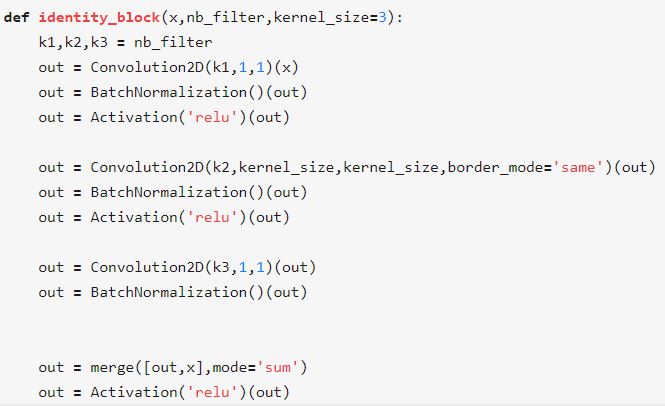 def identity_block(x,nb_filter,kernel_size=3):
    k1,k2,k3 = nb_filter
    out = Convolution2D(k1,1,1)(x)
    out = BatchNormalization()(out)
    out = Activation('relu')(out)

    out = Convolution2D(k2,kernel_size,kernel_size,border_mode='same')(out)
    out = BatchNormalization()(out)
    out = Activation('relu')(out)

    out = Convolution2D(k3,1,1)(out)
    out = BatchNormalization()(out)


    out = merge([out,x],mode='sum')
    out = Activation('relu')(out)